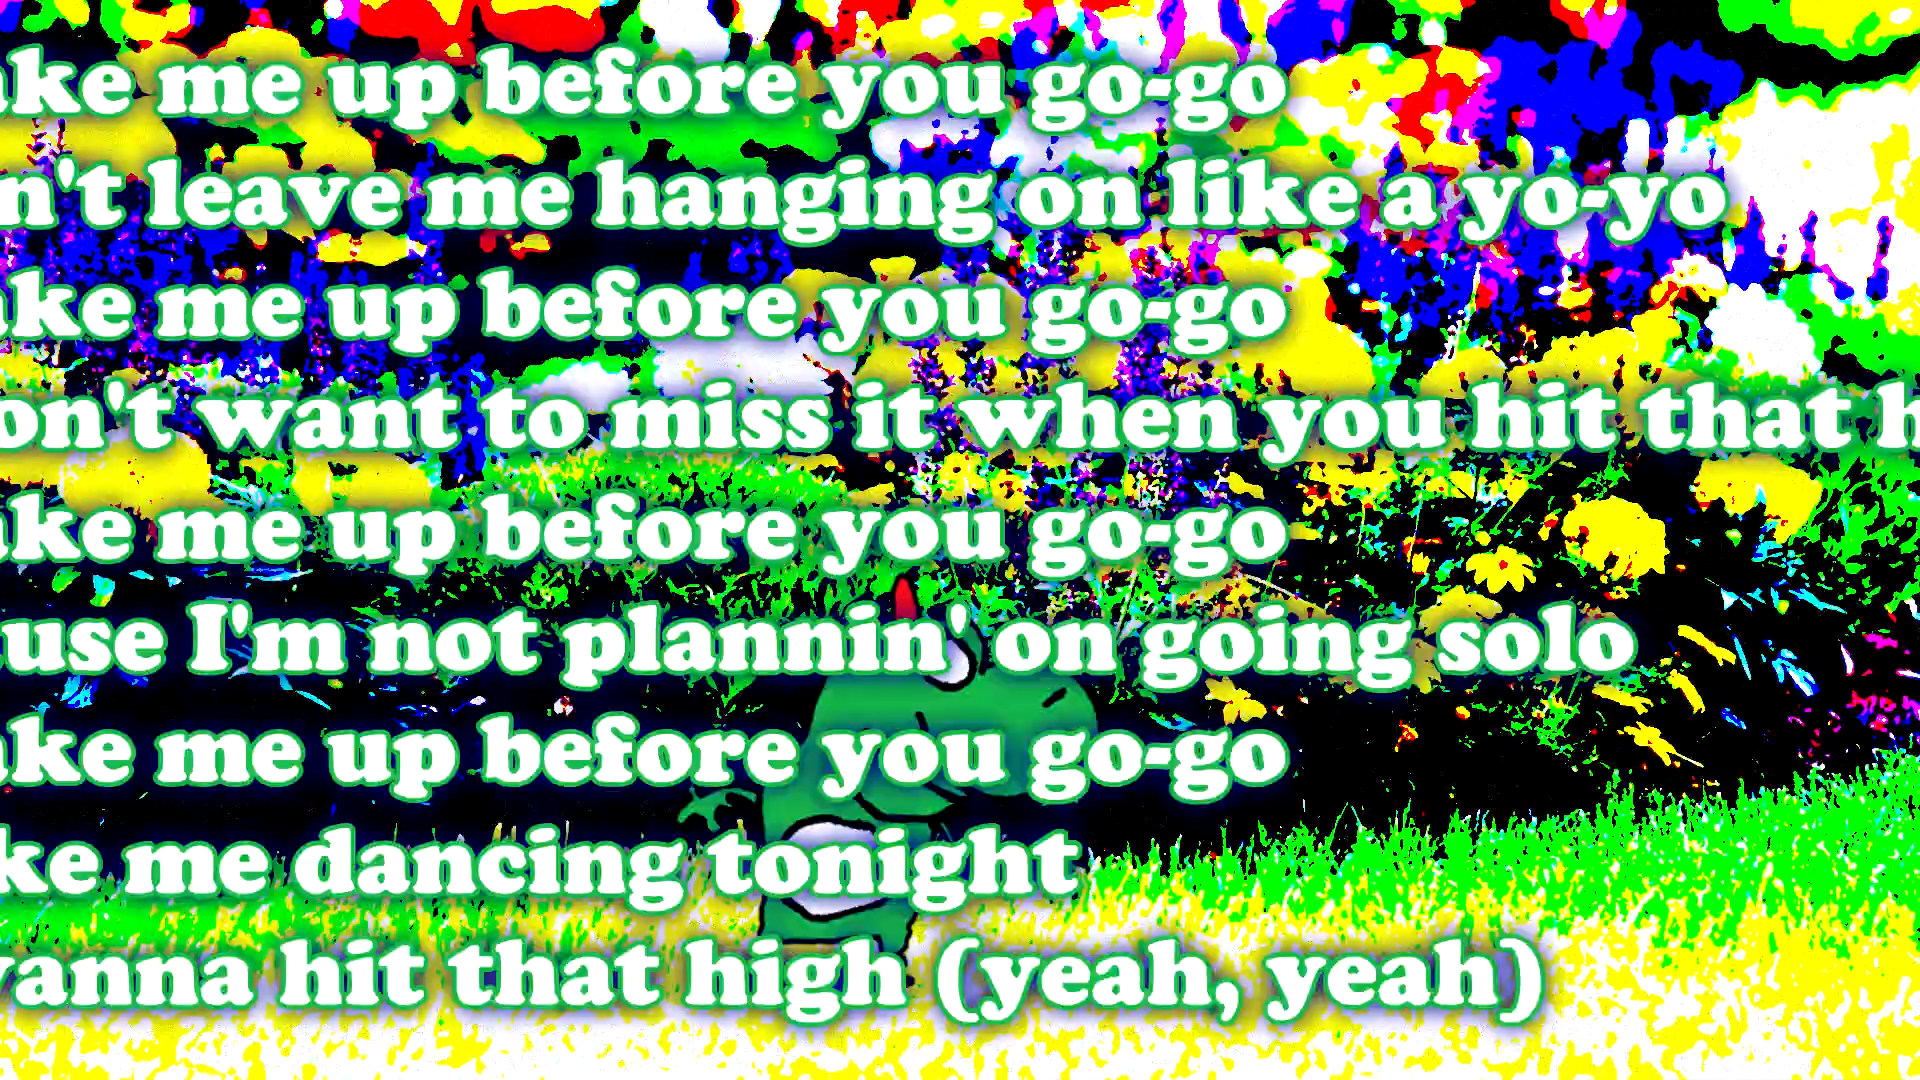 ake me up before you go-go
n't leave me hanging on like a yo-yo
ake me up before you go-go
on't want to miss it when you hit that h
ake me up before you go-go
use I'm not plannin' on going solo
ake me up before you go-go
ke me dancing tonight
wanna hit that high (yeah, yeah)